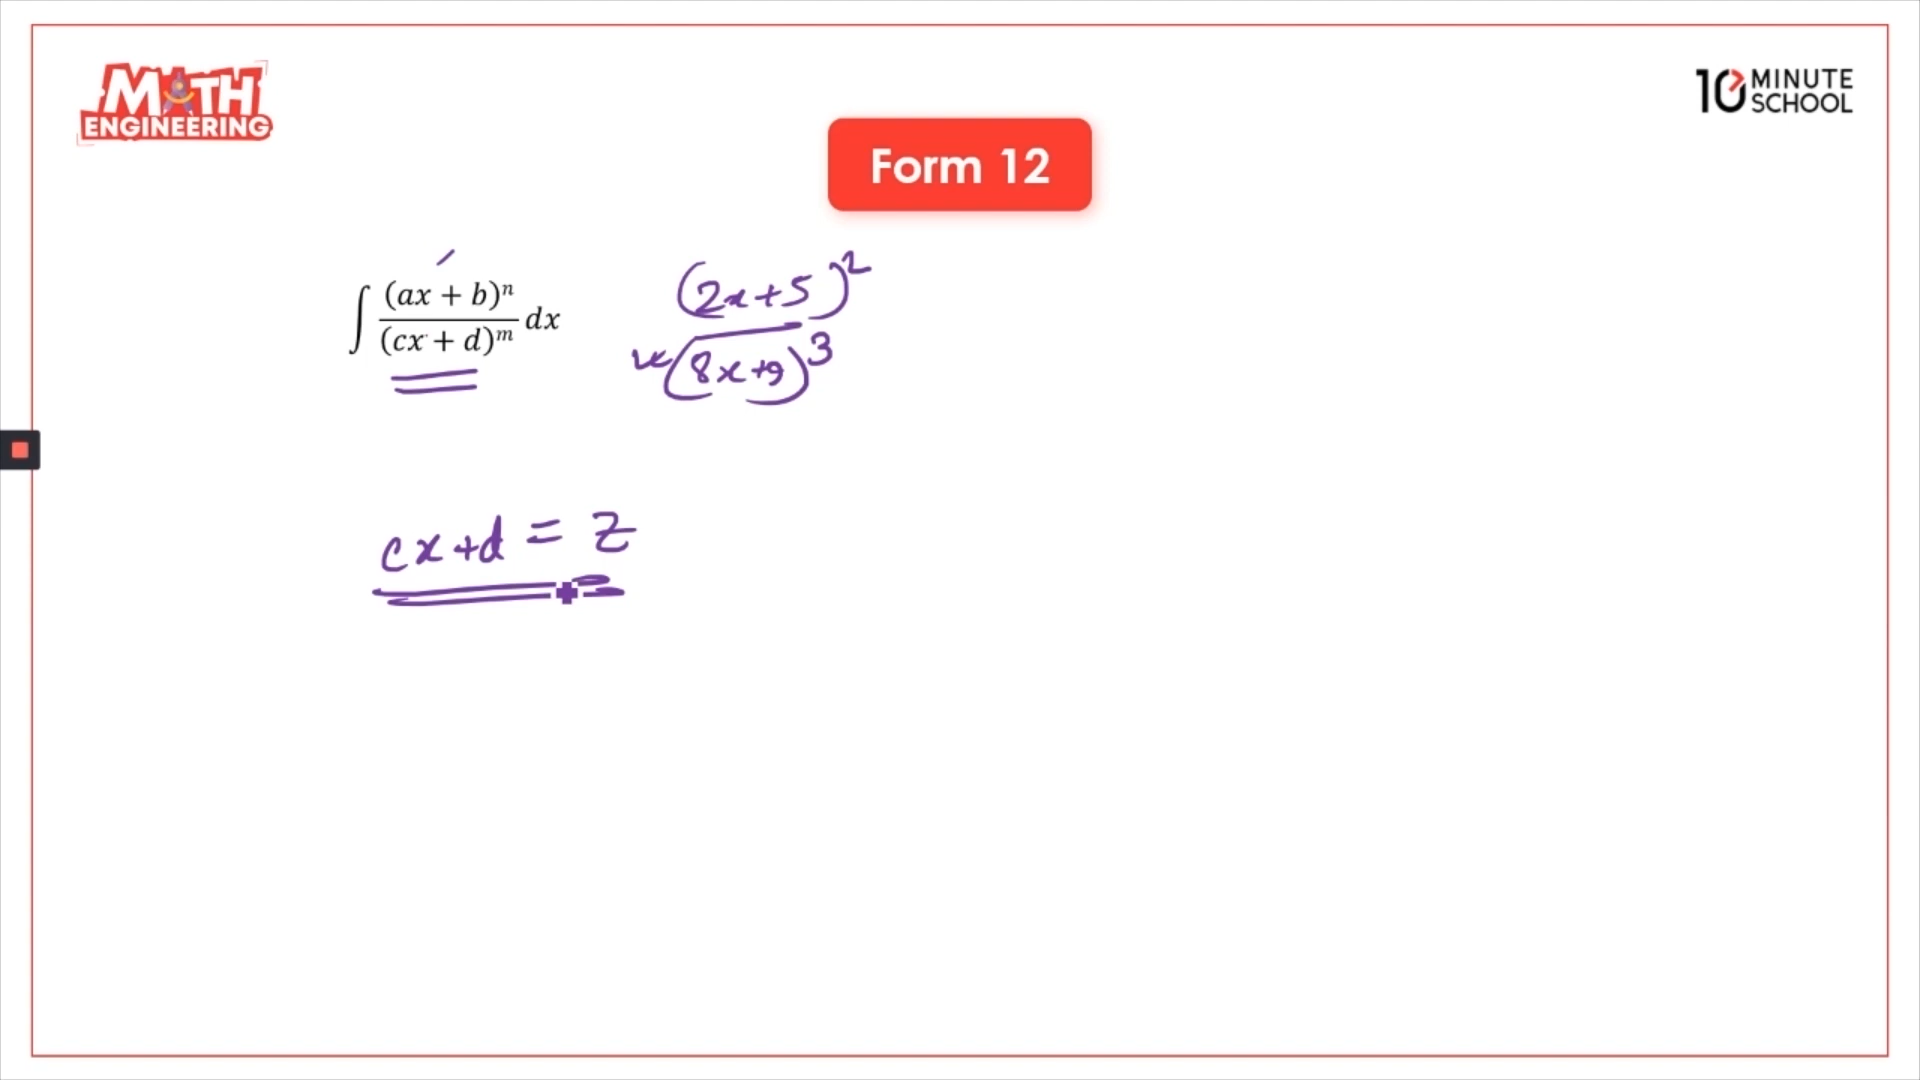 MATH
ENGINEERING
10 MINUTE
SCHOOL
Form 12
∫ (ax + b)ⁿ / (cx + d)ᵐ dx
(2x+5)²
(8x+9)³
cx+d = z